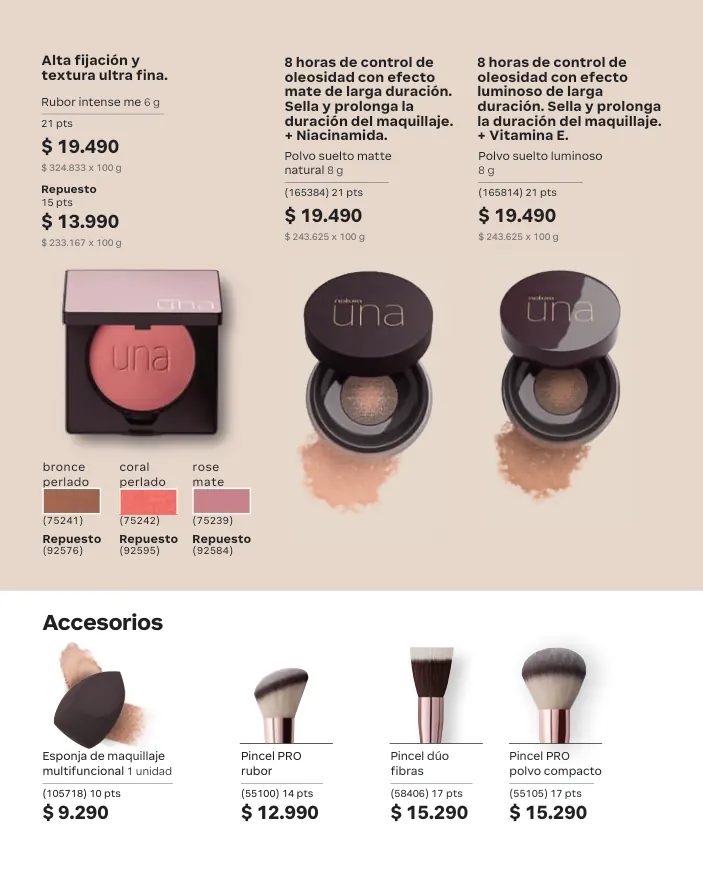 Alta fijación y
textura ultra fina.
Rubor intense me 6 g
21 pts
$ 19.490
$ 324.833 x 100 g
Repuesto
15 pts
$ 13.990
$ 233.167 x 100 g
8 horas de control de
oleosidad con efecto
mate de larga duración.
Sella y prolonga la
duración del maquillaje.
+ Niacinamida.
Polvo suelto matte
natural 8 g
(165384) 21 pts
$ 19.490
$ 243.625 x 100 g
8 horas de control de
oleosidad con efecto
luminoso de larga
duración. Sella y prolonga
la duración del maquillaje.
+ Vitamina E.
Polvo suelto luminoso
8 g
(165814) 21 pts
$ 19.490
$ 243.625 x 100 g
una
una
natura
una
natura
una
bronce
perlado
(75241)
Repuesto
(92576)
coral
perlado
(75242)
Repuesto
(92595)
rose
mate
(75239)
Repuesto
(92584)
Accesorios
Esponja de maquillaje
multifuncional 1 unidad
(105718) 10 pts
$ 9.290
Pincel PRO
rubor
(55100) 14 pts
$ 12.990
Pincel dúo
fibras
(58406) 17 pts
$ 15.290
Pincel PRO
polvo compacto
(55105) 17 pts
$ 15.290